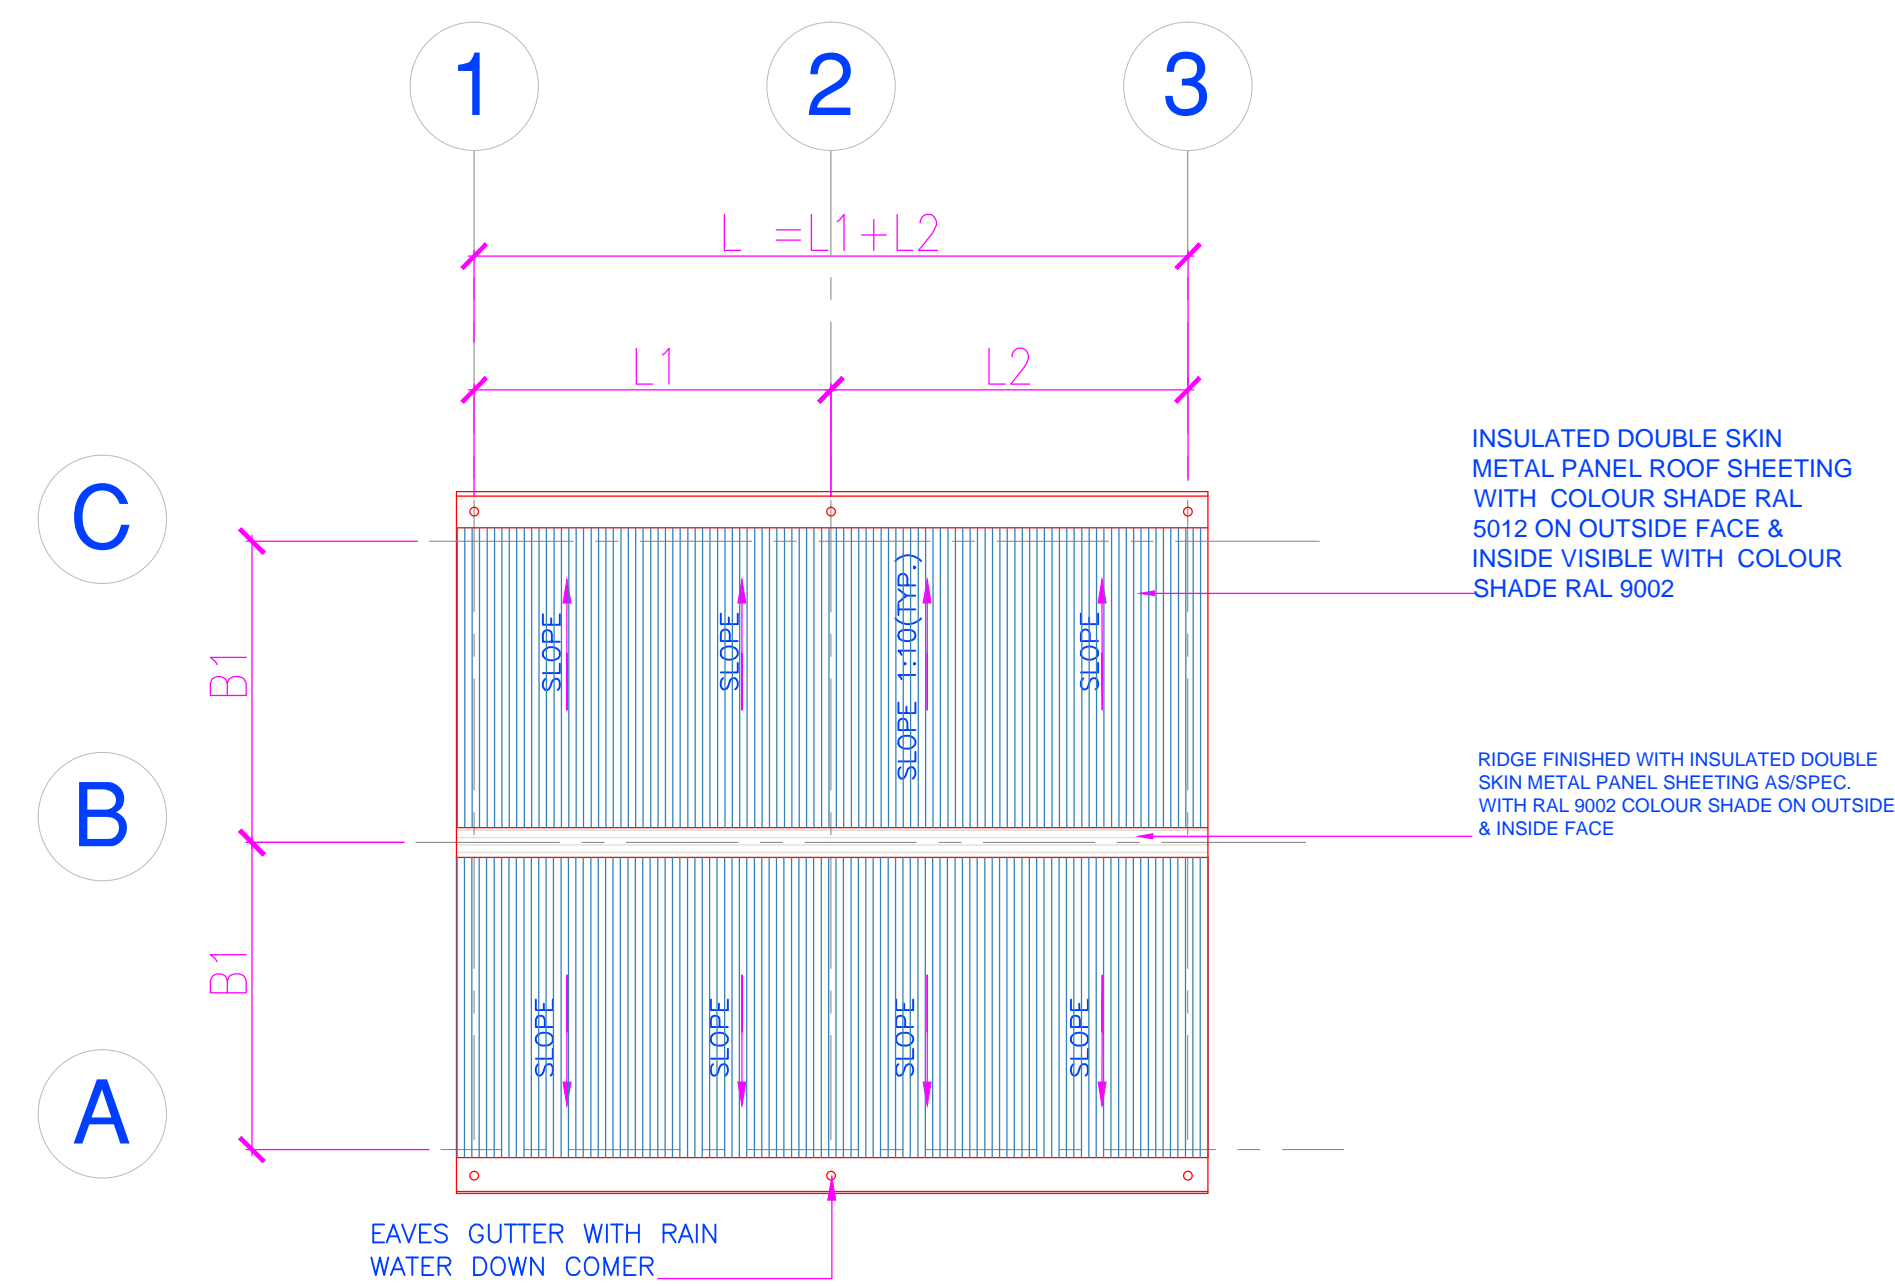 1
2
3
L =L1+L2
L1
L2
C
B
A
B1
B1
INSULATED DOUBLE SKIN
METAL PANEL ROOF SHEETING
WITH COLOUR SHADE RAL
5012 ON OUTSIDE FACE &
INSIDE VISIBLE WITH COLOUR
SHADE RAL 9002
SLOPE
SLOPE
SLOPE 1:10(TYP.)
SLOPE
RIDGE FINISHED WITH INSULATED DOUBLE
SKIN METAL PANEL SHEETING AS/SPEC.
WITH RAL 9002 COLOUR SHADE ON OUTSIDE
& INSIDE FACE
SLOPE
SLOPE
SLOPE
SLOPE
EAVES GUTTER WITH RAIN
WATER DOWN COMER